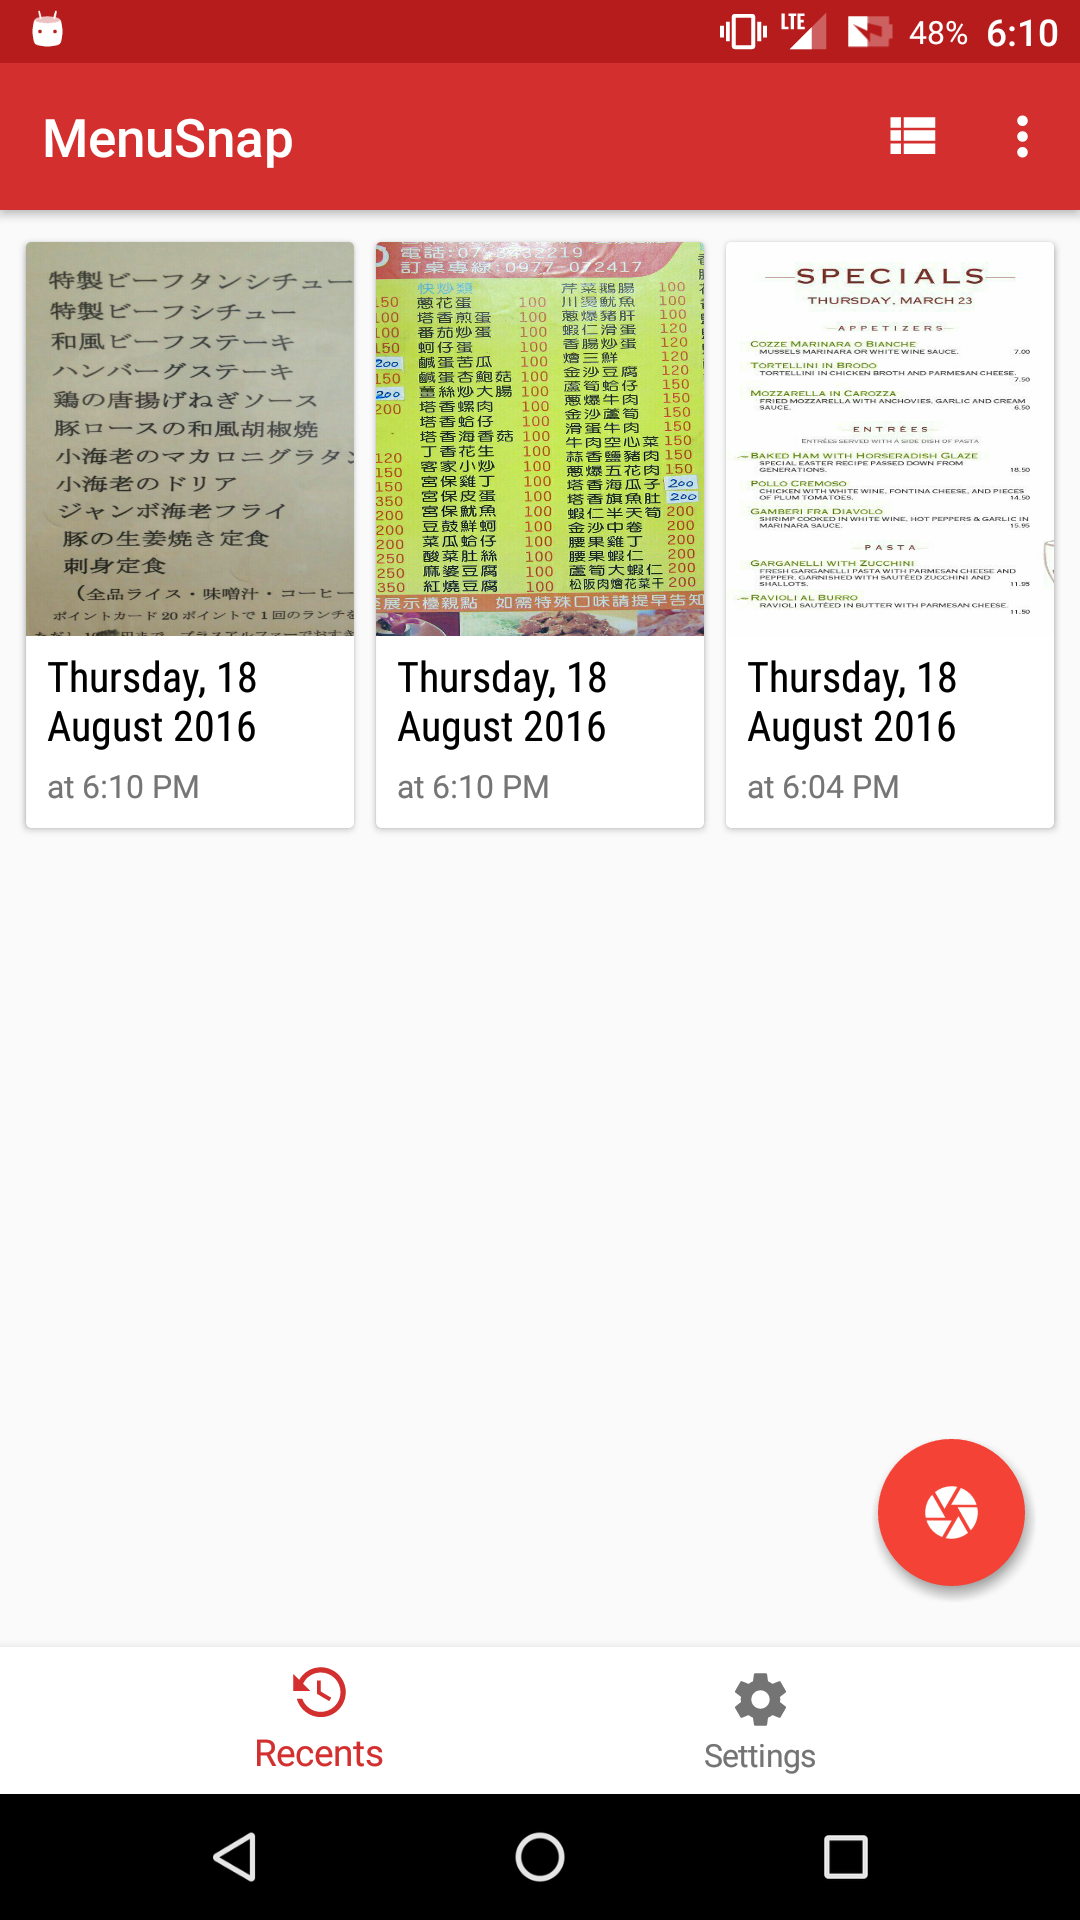 LTE 48% 6:10
MenuSnap
特製ビーフタンシチュー
特製ビーフシチュー
和風ビーフステーキ
ハンバーグステーキ
鶏の唐揚げねぎソース
豚ロースの和風胡椒焼
小海老のマカロニグラタン
小海老のドリア
ジャンボ海老フライ
豚の生姜焼き定食
刺身定食
(全品ライス・味噌汁・コーヒー
ポイントカード 20 ポイントで 1 回のランチを
Thursday, 18
August 2016
at 6:10 PM
訂桌專線:0977-072417
快炒類
150 蔥花蛋 100
100 塔香煎蛋 100
100 番茄炒蛋 100
150 蚵仔蛋 100
200 鹹蛋苦瓜 100
150 鹹蛋杏鮑菇 100
200 薑絲炒大腸 100
200 塔香螺肉 100
塔香蛤仔 100
塔香海香菇 100
丁香花生 100
120 客家小炒 100
150 宮保雞丁 100
150 宮保皮蛋 100
350 宮保魷魚 100
200 豆鼓鮮蚵 100
200 菜瓜蛤仔 100
200 酸菜肚絲 100
250 麻婆豆腐 100
350 紅燒豆腐 100
芹菜鵝腸 100
川燙魷魚 100
蔥爆豬肝 100
蝦仁滑蛋 120
香腸炒蛋 120
燴三鮮 120
金沙豆腐 120
蘆筍蛤仔 150
蔥爆牛肉 150
金沙蘆筍 150
滑蛋牛肉 150
牛肉空心菜 150
蒜香鹽豬肉 150
蔥爆五花肉 150
塔香海瓜子 200
塔香旗魚肚 200
蝦仁半天筍 200
金沙中卷 200
腰果雞丁 200
腰果蝦仁 200
蘆筍大蝦仁 200
松阪肉燴花菜干 200
展示檯親點 如需特殊口味請提早告知
Thursday, 18
August 2016
at 6:10 PM
SPECIALS
THURSDAY, MARCH 23
APPETIZERS
COZZE MARINARA O BIANCHE
MUSSELS MARINARA OR WHITE WINE SAUCE. 7.00
TORTELLINI IN BRODO
TORTELLINI IN CHICKEN BROTH AND PARMESAN CHEESE.
7.50
MOZZARELLA IN CAROZZA
FRIED MOZZARELLA WITH ANCHOVIES, GARLIC AND CREAM
SAUCE. 6.50
ENTRÉES
ENTRÉES SERVED WITH A SIDE DISH OF PASTA
BAKED HAM WITH HORSERADISH GLAZE
SPECIAL EASTER RECIPE PASSED DOWN FROM
GENERATIONS. 18.50
POLLO CREMOSO
CHICKEN WITH WHITE WINE, FONTINA CHEESE, AND PIECES
OF PLUM TOMATOES. 14.50
GAMBERI FRA DIAVOLO
SHRIMP COOKED IN WHITE WINE, HOT PEPPERS & GARLIC IN
MARINARA SAUCE. 15.95
PASTA
GARGANELLI WITH ZUCCHINI
FRESH GARGANELLI PASTA WITH PARMESAN CHEESE AND
PEPPER, GARNISHED WITH SAUTÉED ZUCCHINI AND
SHALLOTS. 11.95
RAVIOLI AL BURRO
RAVIOLI SAUTÉED IN BUTTER WITH PARMESAN CHEESE.
11.50
Thursday, 18
August 2016
at 6:04 PM
Recents
Settings